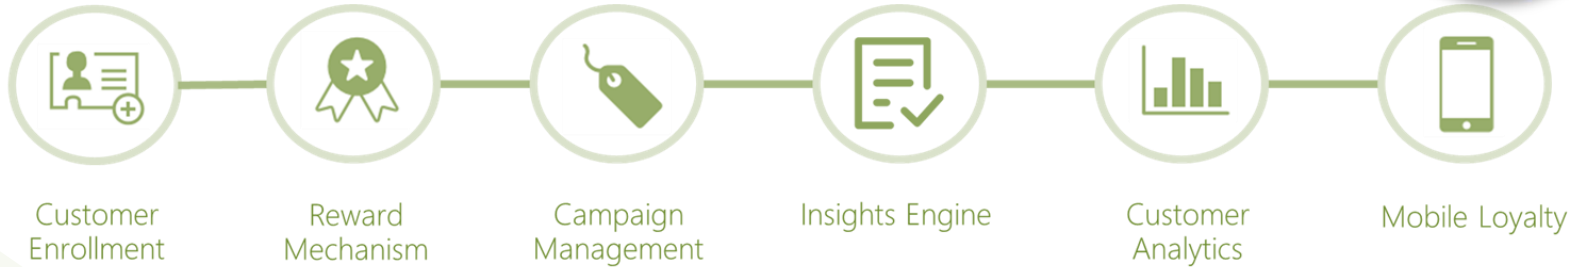 Customer
Enrollment
Reward
Mechanism
Campaign
Management
Insights Engine
Customer
Analytics
Mobile Loyalty